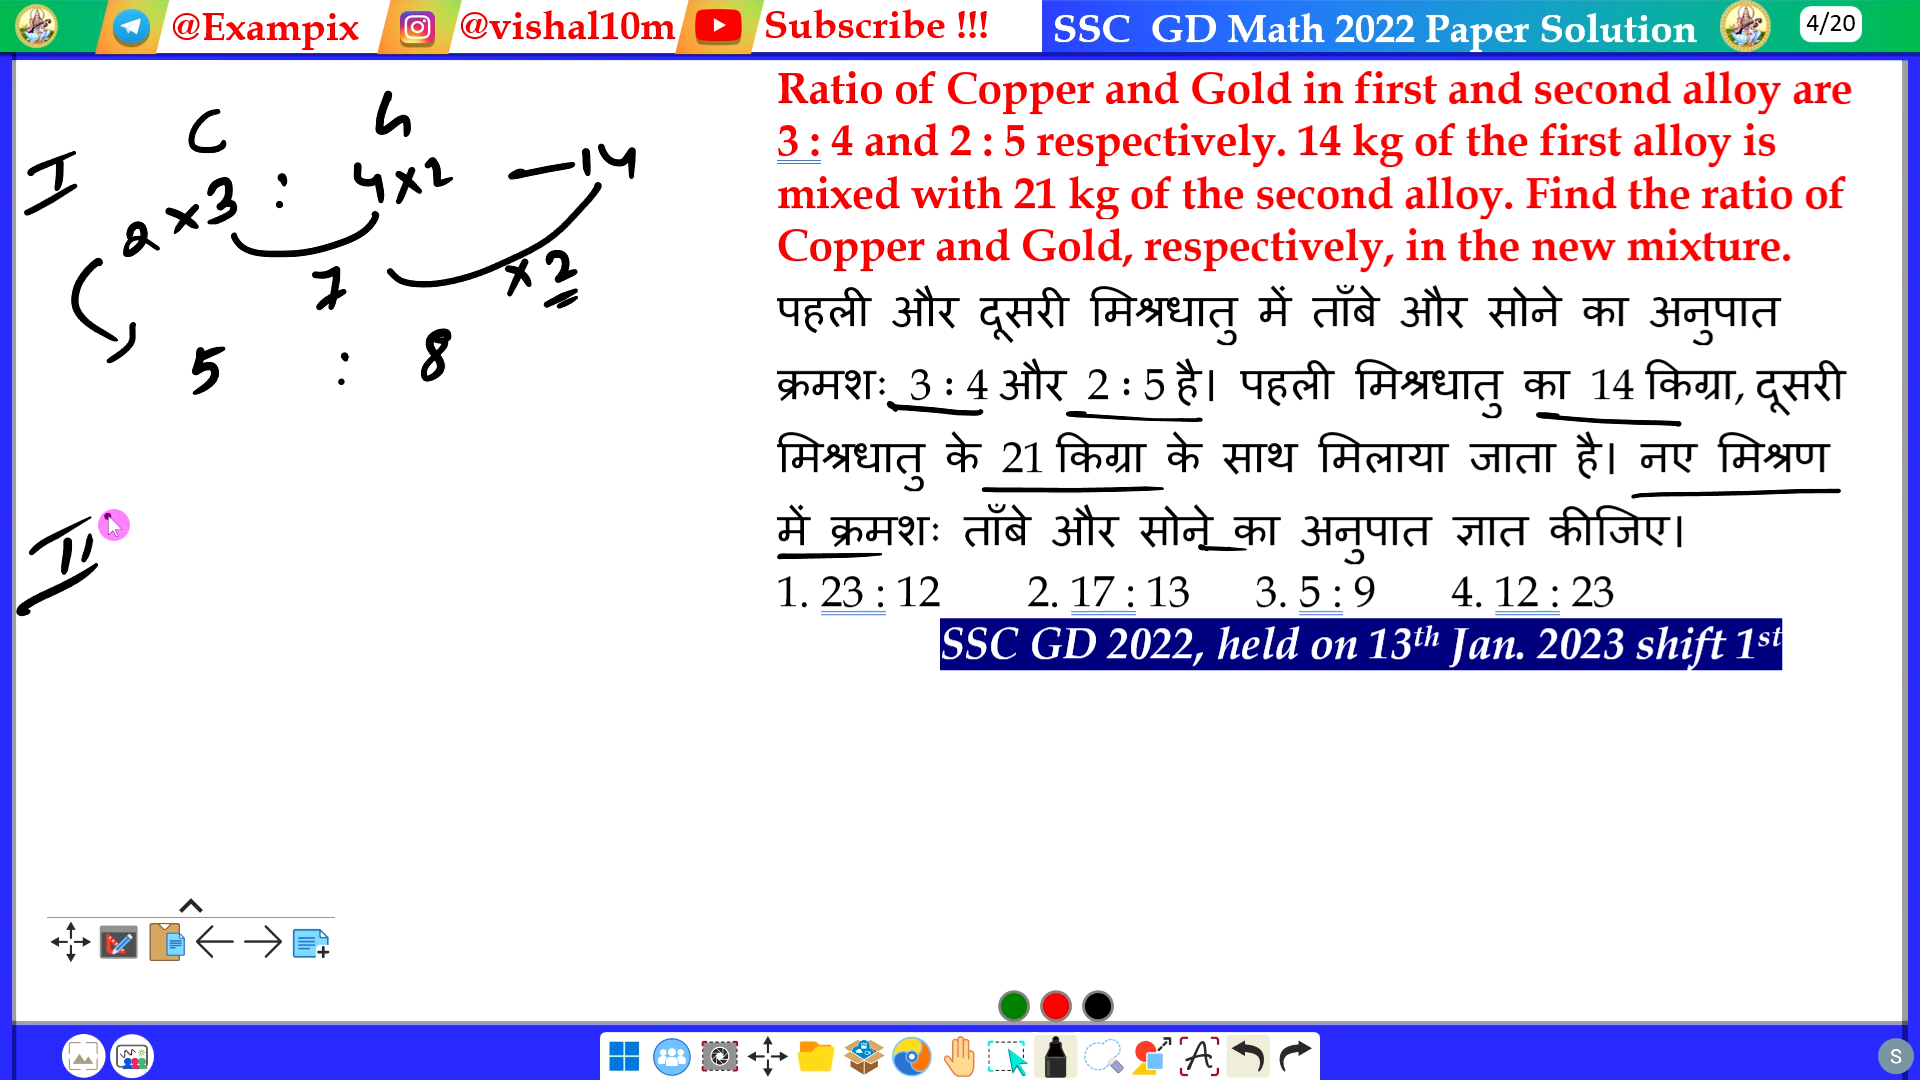 @Exampix @vishal10m Subscribe !!! SSC GD Math 2022 Paper Solution 4/20
Ratio of Copper and Gold in first and second alloy are
3 : 4 and 2 : 5 respectively. 14 kg of the first alloy is
mixed with 21 kg of the second alloy. Find the ratio of
Copper and Gold, respectively, in the new mixture.
पहली और दूसरी मिश्रधातु में ताँबे और सोने का अनुपात
क्रमशः 3 : 4 और 2 : 5 है। पहली मिश्रधातु का 14 किग्रा, दूसरी
मिश्रधातु के 21 किग्रा के साथ मिलाया जाता है। नए मिश्रण
में क्रमशः ताँबे और सोने का अनुपात ज्ञात कीजिए।
1. 23 : 12 2. 17 : 13 3. 5 : 9 4. 12 : 23
SSC GD 2022, held on 13th Jan. 2023 shift 1st
C G
I 2 × 3 : 4 × 2 — 14
7 × 2
5 : 8
II
S